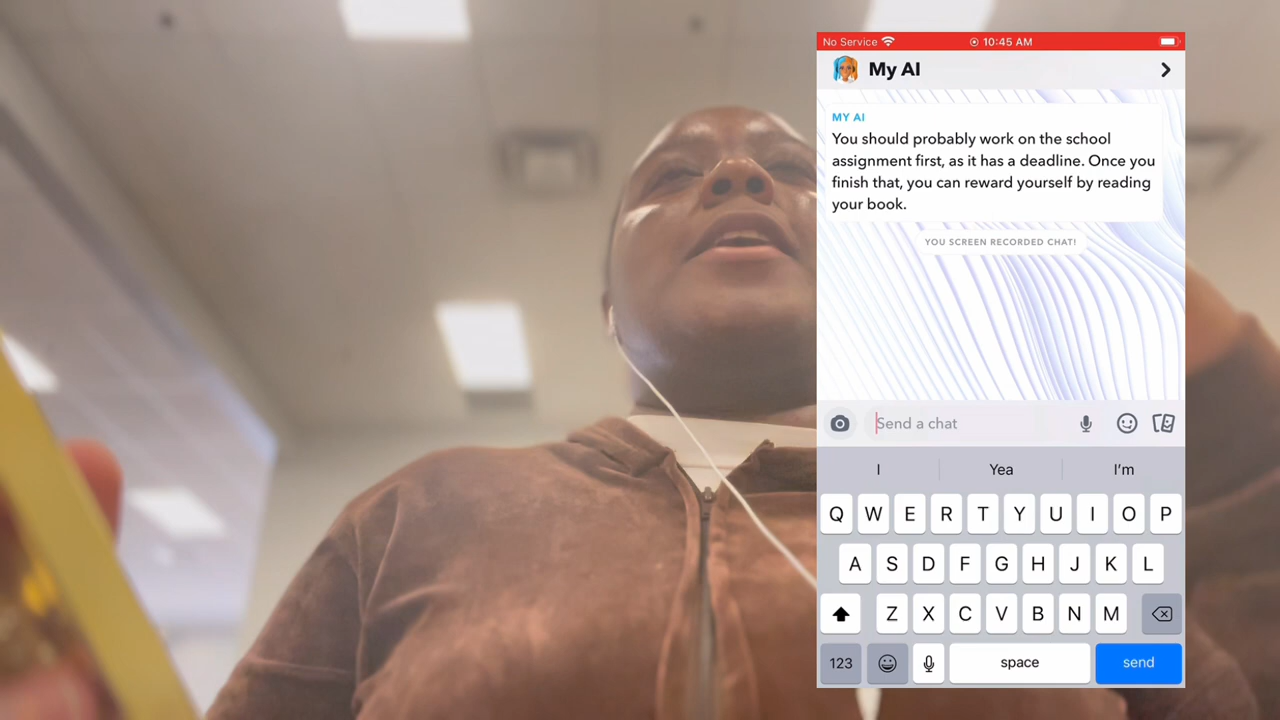 No Service 10:45 AM
My AI
MY AI
You should probably work on the school
assignment first, as it has a deadline. Once you
finish that, you can reward yourself by reading
your book.
YOU SCREEN RECORDED CHAT!
Send a chat
I Yea I'm
Q W E R T Y U I O P
A S D F G H J K L
Z X C V B N M
123 space send